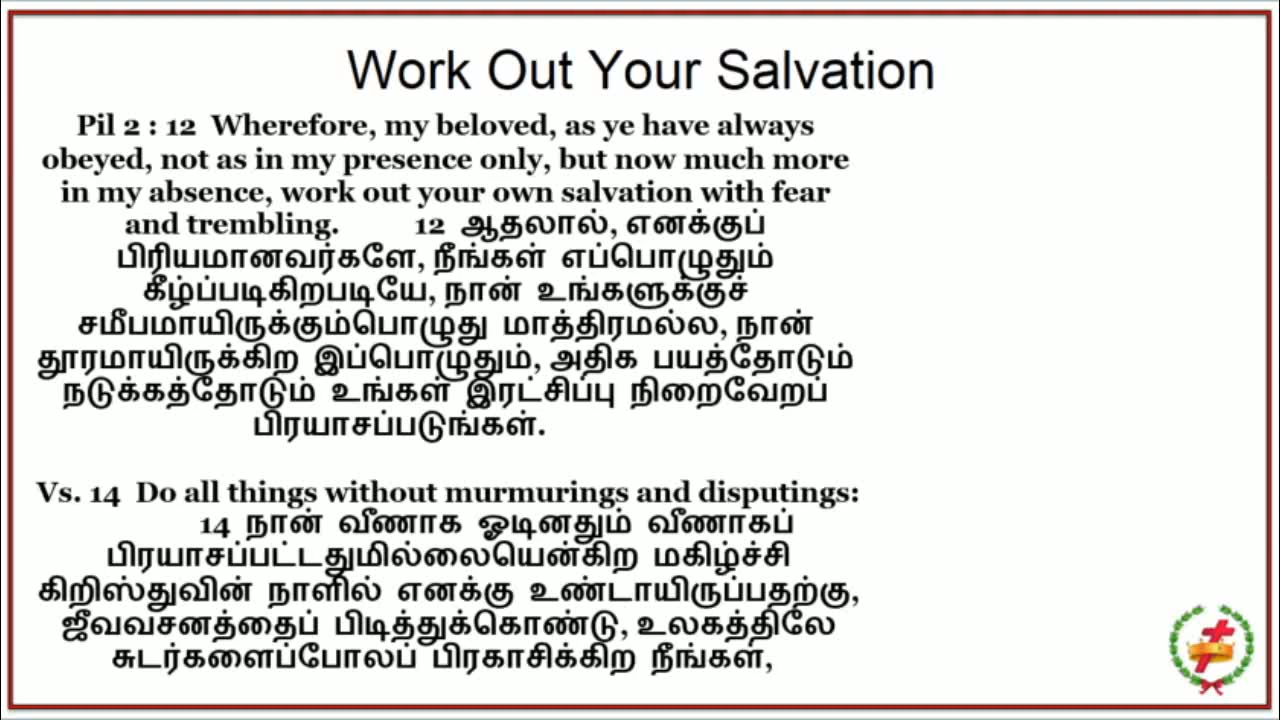 Work Out Your Salvation
Pil 2 : 12 Wherefore, my beloved, as ye have always
obeyed, not as in my presence only, but now much more
in my absence, work out your own salvation with fear
and trembling. 12 ஆதலால், எனக்குப்
பிரியமானவர்களே, நீங்கள் எப்பொழுதும்
கீழ்ப்படிகிறபடியே, நான் உங்களுக்குச்
சமீபமாயிருக்கும்பொழுது மாத்திரமல்ல, நான்
தூரமாயிருக்கிற இப்பொழுதும், அதிக பயத்தோடும்
நடுக்கத்தோடும் உங்கள் இரட்சிப்பு நிறைவேறப்
பிரயாசப்படுங்கள்.
Vs. 14 Do all things without murmurings and disputings:
14 நான் வீணாக ஓடினதும் வீணாகப்
பிரயாசப்பட்டதுமில்லையென்கிற மகிழ்ச்சி
கிறிஸ்துவின் நாளில் எனக்கு உண்டாயிருப்பதற்கு,
ஜீவவசனத்தைப் பிடித்துக்கொண்டு, உலகத்திலே
சுடர்களைப்போலப் பிரகாசிக்கிற நீங்கள்,